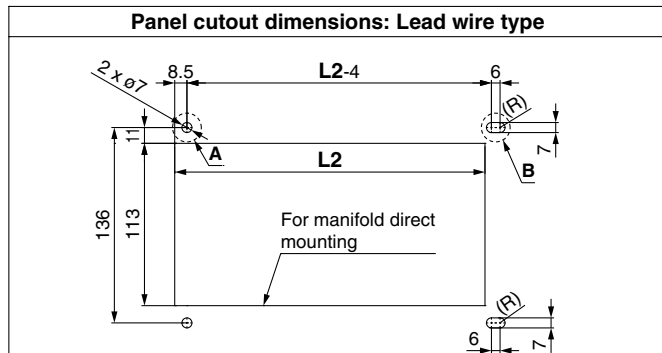 Panel cutout dimensions: Lead wire type
2 x ø7
8.5
L2-4
6
(R)
11
A
L2
B
7
136
113
For manifold direct
mounting
(R)
6
7